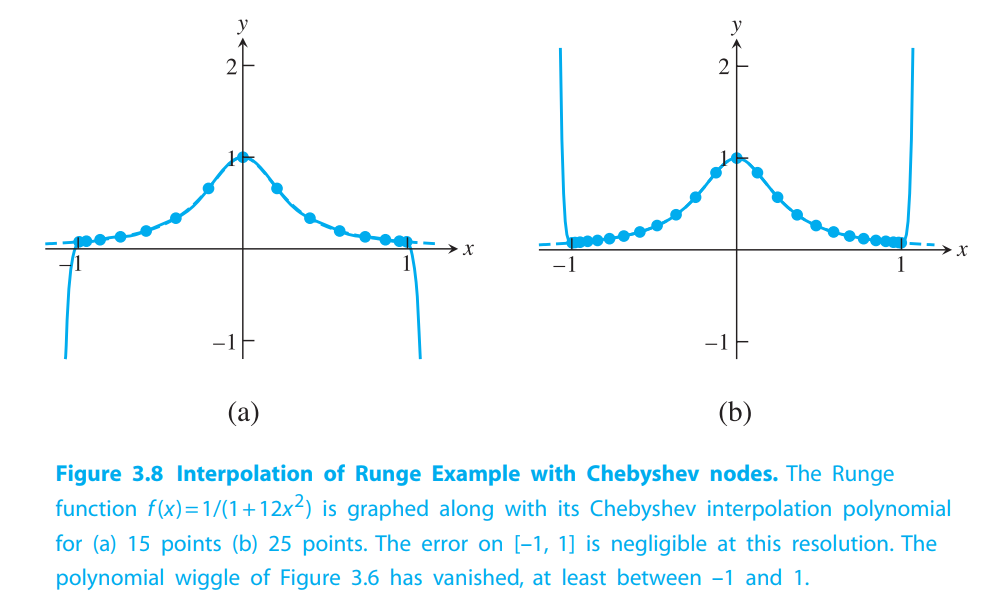 y
2
1
–1
1
x
–1
(a)
y
2
1
–1
1
x
–1
(b)
Figure 3.8 Interpolation of Runge Example with Chebyshev nodes. The Runge
function f(x)=1/(1+12x²) is graphed along with its Chebyshev interpolation polynomial
for (a) 15 points (b) 25 points. The error on [–1, 1] is negligible at this resolution. The
polynomial wiggle of Figure 3.6 has vanished, at least between –1 and 1.